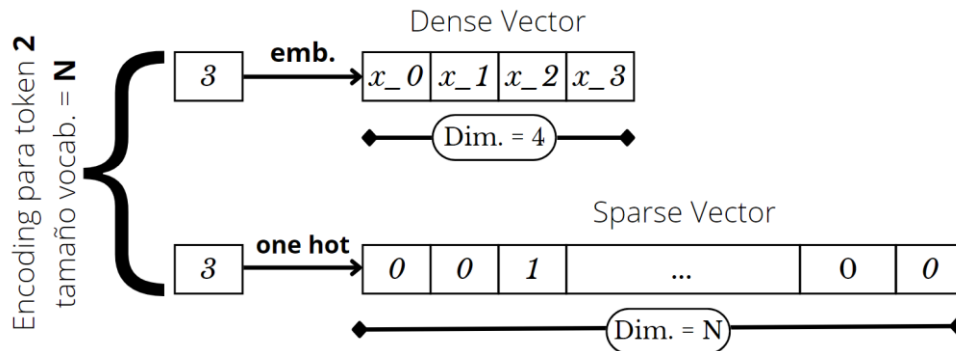 Encoding para token 2
tamaño vocab. = N
Dense Vector
3
emb.
x_0 x_1 x_2 x_3
Dim. = 4
Sparse Vector
3
one hot
0 0 1 ... 0 0
Dim. = N